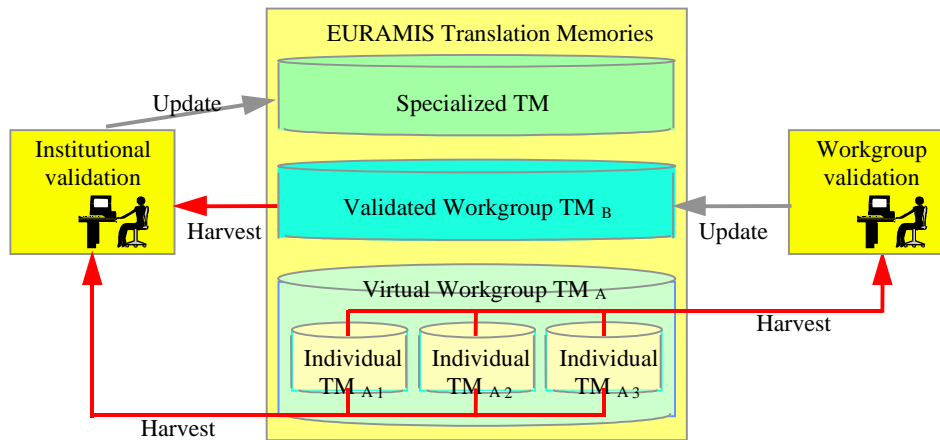 EURAMIS Translation Memories
Update
Specialized TM
Institutional
validation
Workgroup
validation
Validated Workgroup TM B
Harvest
Update
Virtual Workgroup TM A
Harvest
Individual
TM A 1
Individual
TM A 2
Individual
TM A 3
Harvest